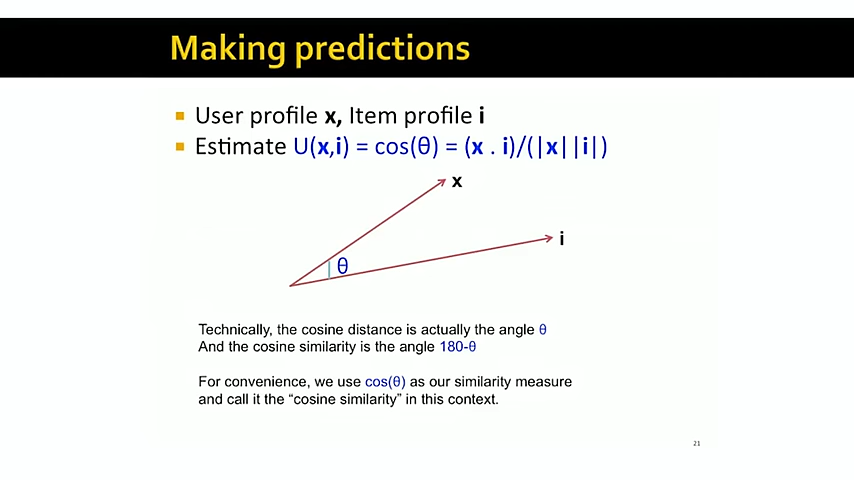 Making predictions
User profile x, Item profile i
Estimate U(x,i) = cos(θ) = (x . i)/(|x||i|)
x
i
θ
Technically, the cosine distance is actually the angle θ
And the cosine similarity is the angle 180-θ
For convenience, we use cos(θ) as our similarity measure
and call it the “cosine similarity” in this context.
21